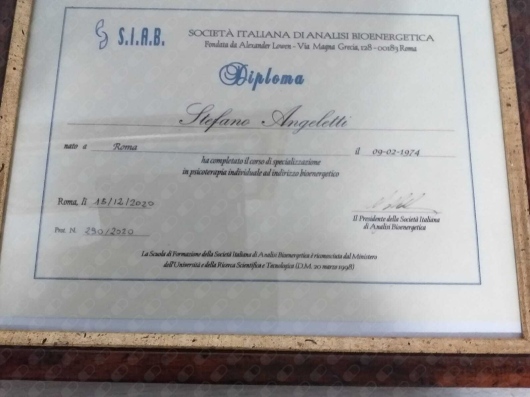 S.I.A.B.
SOCIETÀ ITALIANA DI ANALISI BIOENERGETICA
Fondata da Alexander Lowen - Via Magna Grecia, 128 - 00183 Roma
Diploma
Stefano Angeletti
nato a Roma il 09-02-1974
ha completato il corso di specializzazione
in psicoterapia individuale ad indirizzo bioenergetico
Roma, lì 12/12/2020
Il Presidente della Società Italiana
di Analisi Bioenergetica
Prot. N. 290/2020
La Scuola di Formazione della Società Italiana di Analisi Bioenergetica è riconosciuta dal Ministero
dell'Università e della Ricerca Scientifica e Tecnologica (D.M. 20 marzo 1998)